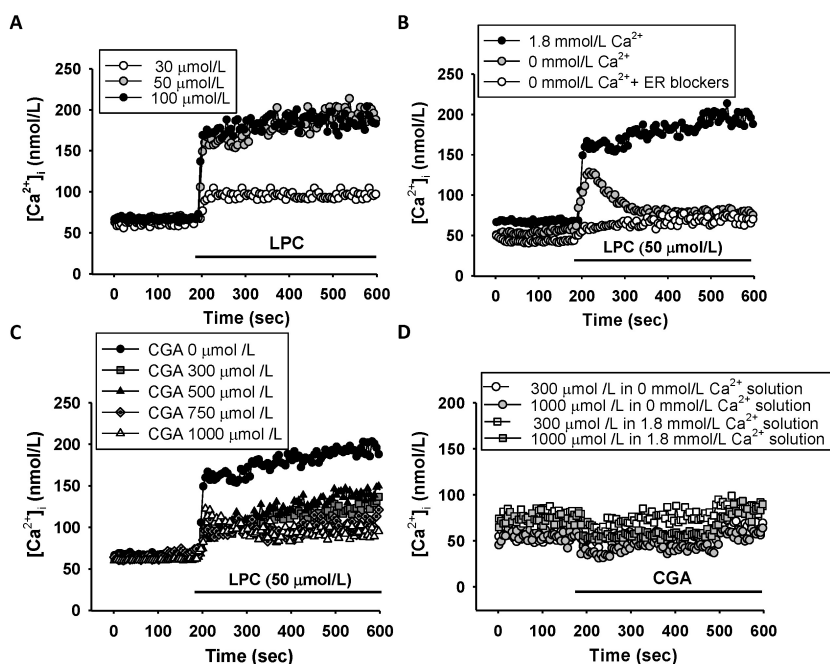 A
30 µmol/L
50 µmol/L
100 µmol/L
250
200
150
100
50
0
[Ca²⁺]ᵢ (nmol/L)
LPC
0 100 200 300 400 500 600
Time (sec)
B
1.8 mmol/L Ca²⁺
0 mmol/L Ca²⁺
0 mmol/L Ca²⁺+ ER blockers
250
200
150
100
50
0
[Ca²⁺]ᵢ (nmol/L)
LPC (50 µmol/L)
0 100 200 300 400 500 600
Time (sec)
C
CGA 0 µmol /L
CGA 300 µmol /L
CGA 500 µmol /L
CGA 750 µmol /L
CGA 1000 µmol /L
250
200
150
100
50
0
[Ca²⁺]ᵢ (nmol/L)
LPC (50 µmol/L)
0 100 200 300 400 500 600
Time (sec)
D
300 µmol /L in 0 mmol/L Ca²⁺ solution
1000 µmol /L in 0 mmol/L Ca²⁺ solution
300 µmol /L in 1.8 mmol/L Ca²⁺ solution
1000 µmol /L in 1.8 mmol/L Ca²⁺ solution
200
150
100
50
0
[Ca²⁺]ᵢ (nmol/L)
CGA
0 100 200 300 400 500 600
Time (sec)